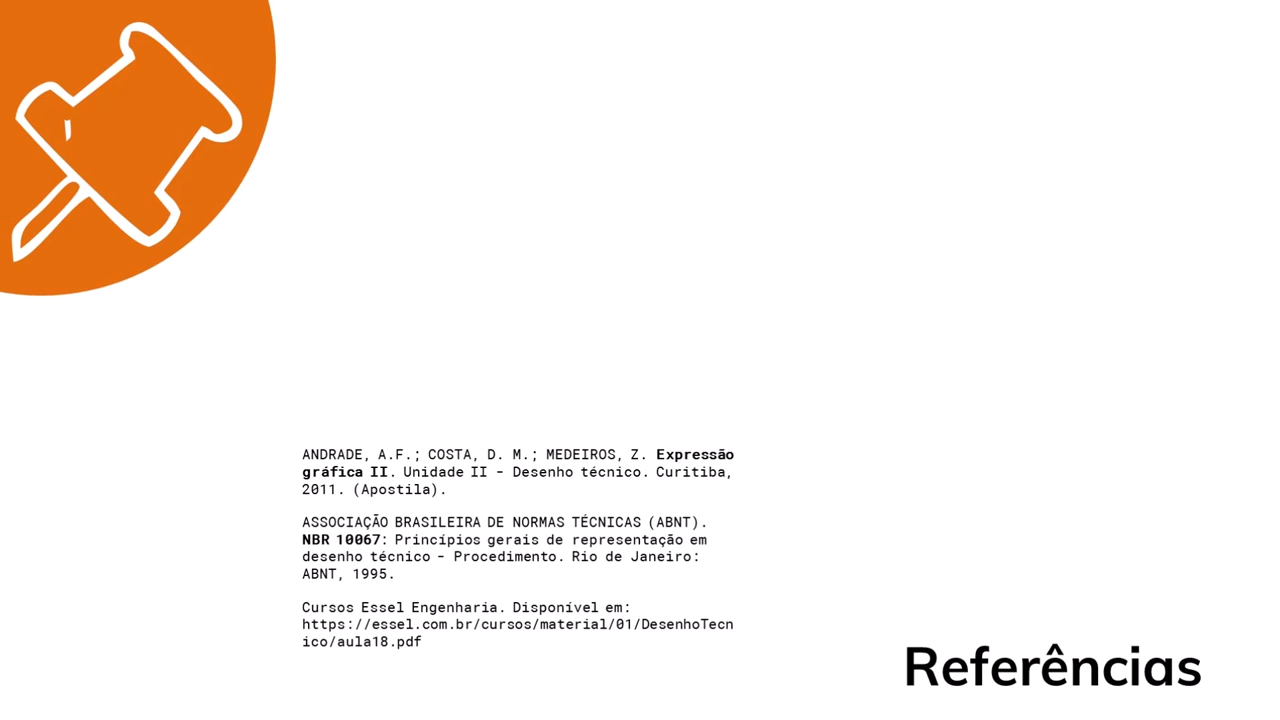 ANDRADE, A.F.; COSTA, D. M.; MEDEIROS, Z. Expressão
gráfica II. Unidade II - Desenho técnico. Curitiba,
2011. (Apostila).
ASSOCIAÇÃO BRASILEIRA DE NORMAS TÉCNICAS (ABNT).
NBR 10067: Princípios gerais de representação em
desenho técnico - Procedimento. Rio de Janeiro:
ABNT, 1995.
Cursos Essel Engenharia. Disponível em:
https://essel.com.br/cursos/material/01/DesenhoTecn
ico/aula18.pdf
Referências